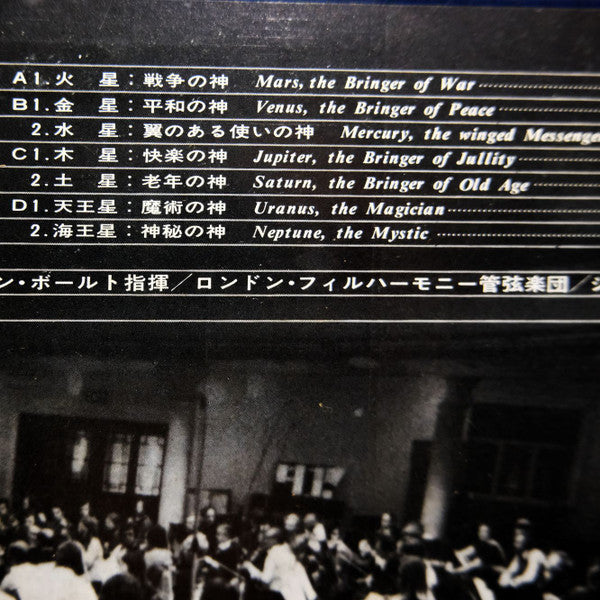 A1.火　星：戦争の神 Mars, the Bringer of War
B1.金　星：平和の神 Venus, the Bringer of Peace
2.水　星：翼のある使いの神 Mercury, the winged Messenge
C1.木　星：快楽の神 Jupiter, the Bringer of Jullity
2.土　星：老年の神 Saturn, the Bringer of Old Age
D1.天王星：魔術の神 Uranus, the Magician
2.海王星：神秘の神 Neptune, the Mystic
ン・ボールト指揮／ロンドン・フィルハーモニー管弦楽団／